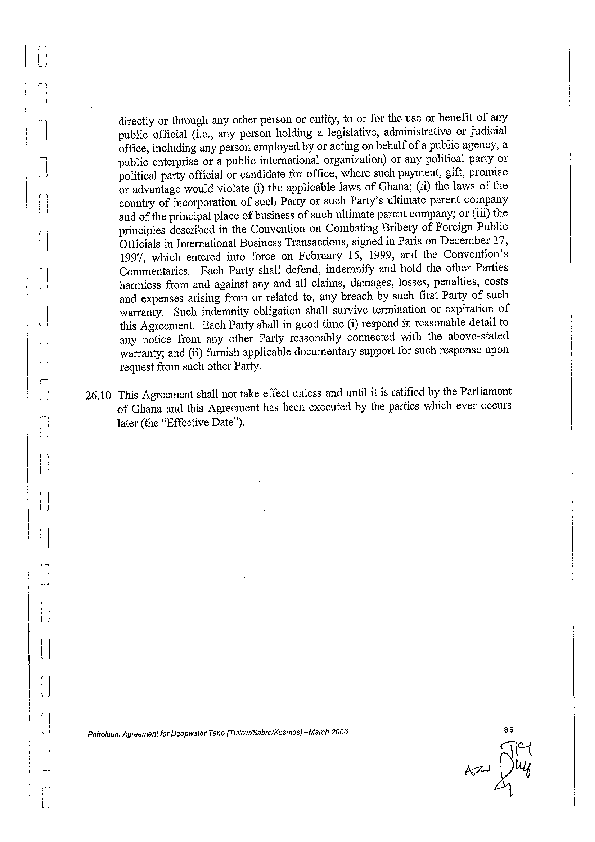 directly or through any other person or entity, to or for the use or benefit of any
public official (i.e., any person holding a legislative, administrative or judicial
office, including any person employed by or acting on behalf of a public agency, a
public enterprise or a public international organization) or any political party or
political party official or candidate for office, where such payment, gift, promise
or advantage would violate (i) the applicable laws of Ghana; (ii) the laws of the
country of incorporation of such Party or such Party's ultimate parent company
and of the principal place of business of such ultimate parent company; or (iii) the
principles described in the Convention on Combating Bribery of Foreign Public
Officials in International Business Transactions, signed in Paris on December 17,
1997, which entered into force on February 15, 1999, and the Convention's
Commentaries. Each Party shall defend, indemnify and hold the other Parties
harmless from and against any and all claims, damages, losses, penalties, costs
and expenses arising from or related to, any breach by such first Party of such
warranty. Such indemnity obligation shall survive termination or expiration of
this Agreement. Each Party shall in good time (i) respond in reasonable detail to
any notice from any other Party reasonably connected with the above-stated
warranty; and (ii) furnish applicable documentary support for such response upon
request from such other Party.
26.10 This Agreement shall not take effect unless and until it is ratified by the Parliament
of Ghana and this Agreement has been executed by the parties which ever occurs
later (the "Effective Date").
Petroleum Agreement for Deepwater Tano (Tullow/Sabre/Kosmos) – March 2006